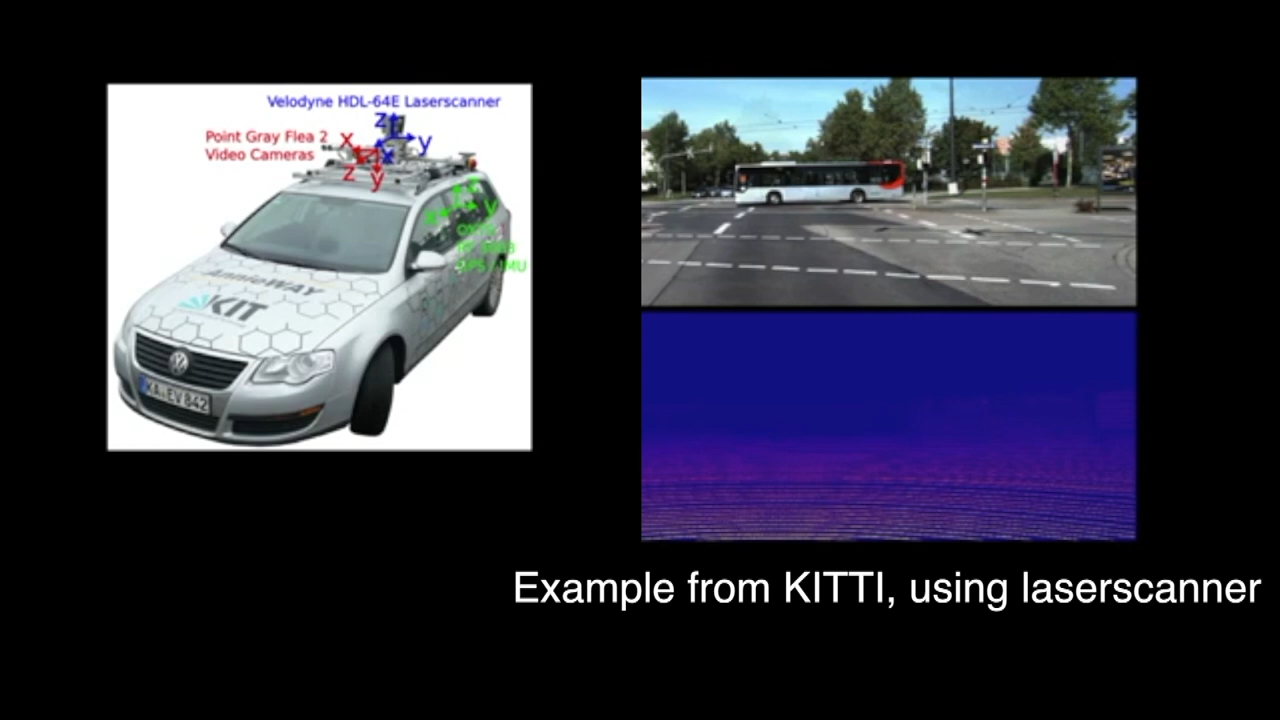 Velodyne HDL-64E Laserscanner
Point Gray Flea 2
Video Cameras
z
y
x
x
z
y
y
AnnieWAY
KIT
KA EV 842
Example from KITTI, using laserscanner